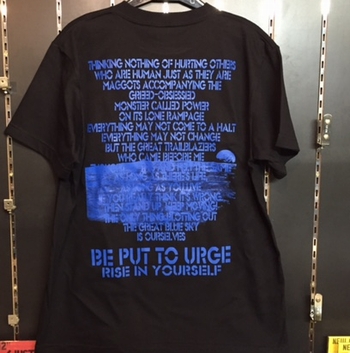 THINKING NOTHING OF HURTING OTHERS
WHO ARE HUMAN JUST AS THEY ARE
MAGGOTS ACCOMPANYING THE
GREED-OBSESSED
MONSTER CALLED POWER
ON ITS LONE RAMPAGE
EVERYTHING MAY NOT COME TO A HALT
EVERYTHING MAY NOT CHANGE
BUT THE GREAT TRAILBLAZERS
WHO CAME BEFORE ME
THINK IT'S WRONG
THE ONLY THING BLOTTING OUT
THE GREAT BLUE SKY
IS OURSELVES
BE PUT TO URGE
RISE IN YOURSELF